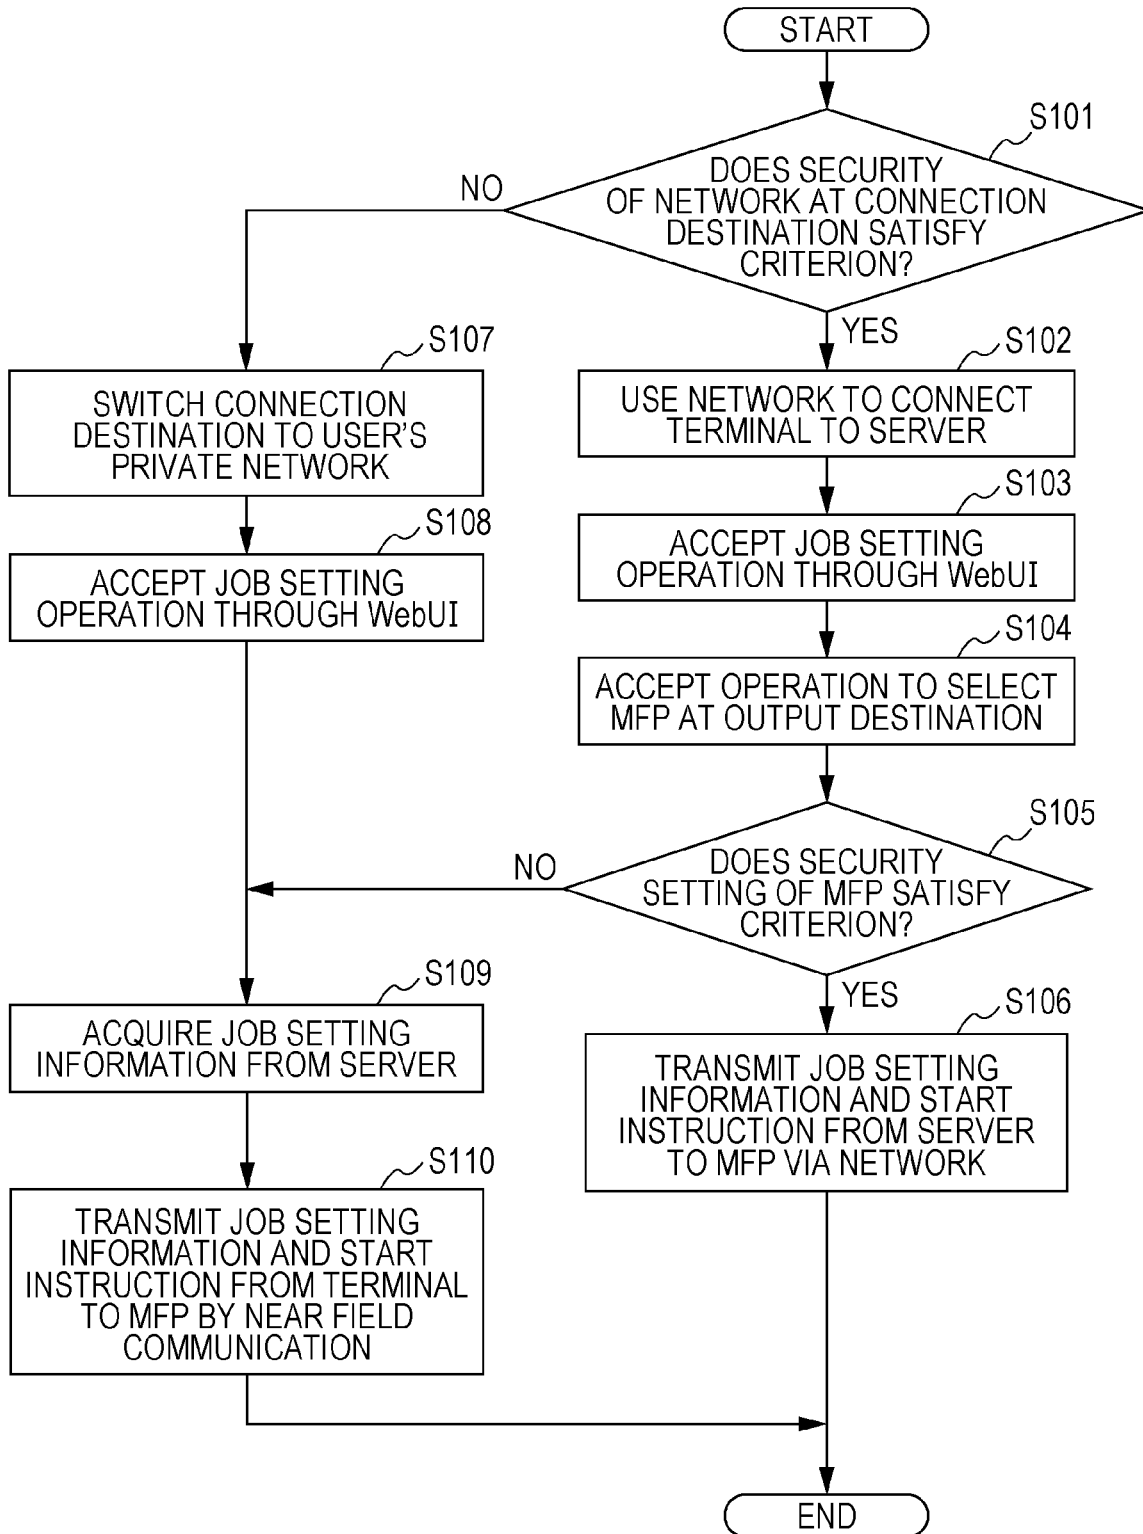 START
S101
DOES SECURITY
OF NETWORK AT CONNECTION
DESTINATION SATISFY
CRITERION?
NO
YES
S107
SWITCH CONNECTION
DESTINATION TO USER'S
PRIVATE NETWORK
S102
USE NETWORK TO CONNECT
TERMINAL TO SERVER
S108
ACCEPT JOB SETTING
OPERATION THROUGH WebUI
S103
ACCEPT JOB SETTING
OPERATION THROUGH WebUI
S104
ACCEPT OPERATION TO SELECT
MFP AT OUTPUT DESTINATION
S105
DOES SECURITY
SETTING OF MFP SATISFY
CRITERION?
NO
YES
S109
ACQUIRE JOB SETTING
INFORMATION FROM SERVER
S106
TRANSMIT JOB SETTING
INFORMATION AND START
INSTRUCTION FROM SERVER
TO MFP VIA NETWORK
S110
TRANSMIT JOB SETTING
INFORMATION AND START
INSTRUCTION FROM TERMINAL
TO MFP BY NEAR FIELD
COMMUNICATION
END